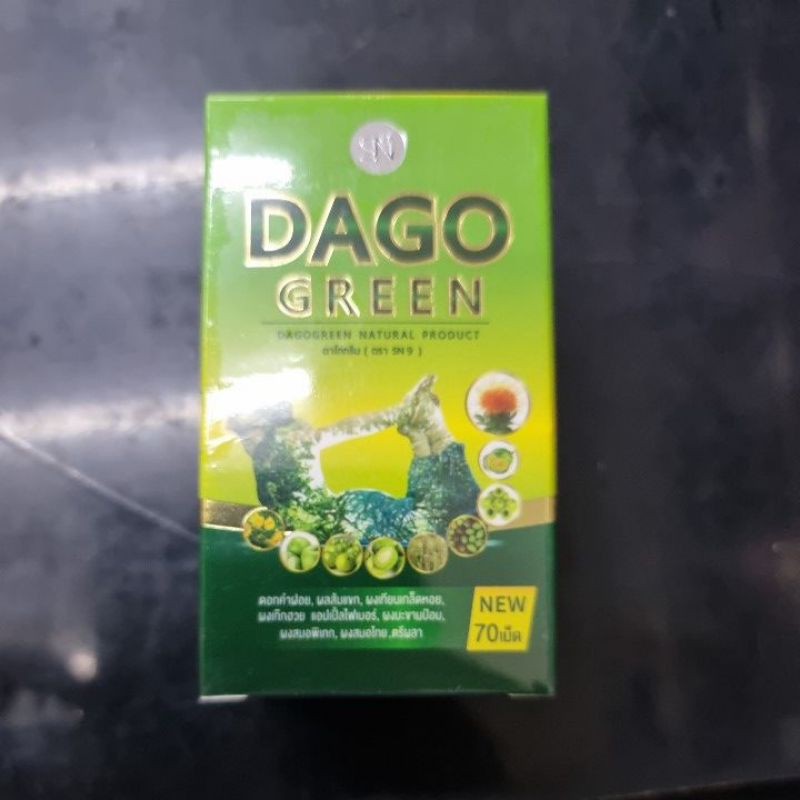 SN
DAGO
GREEN
DAGOGREEN NATURAL PRODUCT
ดาโกกรีน ( ตรา SN 9 )
ดอกคำฝอย, ผลส้มแขก, ผงเทียนเกล็ดหอย,
ผงเก๊กฮวย แอปเปิ้ลไฟเบอร์, ผงมะขามป้อม,
ผงสมอพิเภก, ผงสมอไทย ,ตรีผลา
NEW
70เม็ด